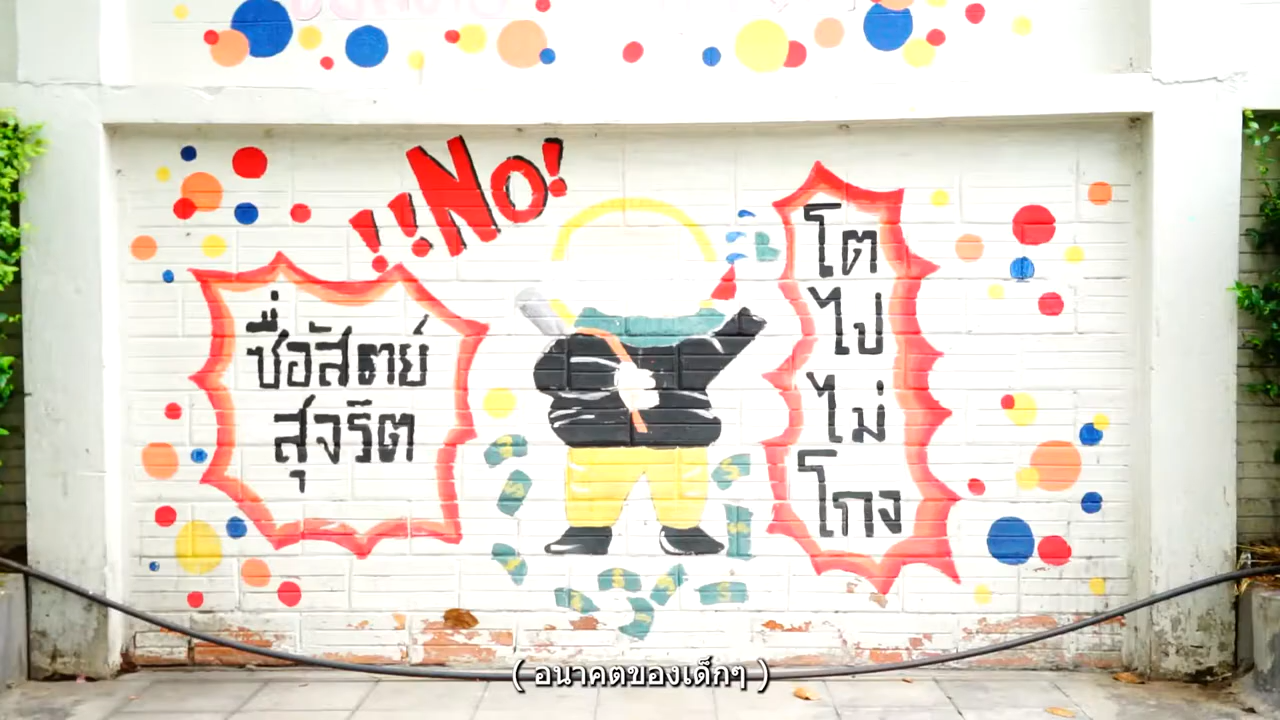 !!NO!
ซื่อสัตย์
สุจริต
โต
ไป
ไม่
โกง
( อนาคตของเด็กๆ )